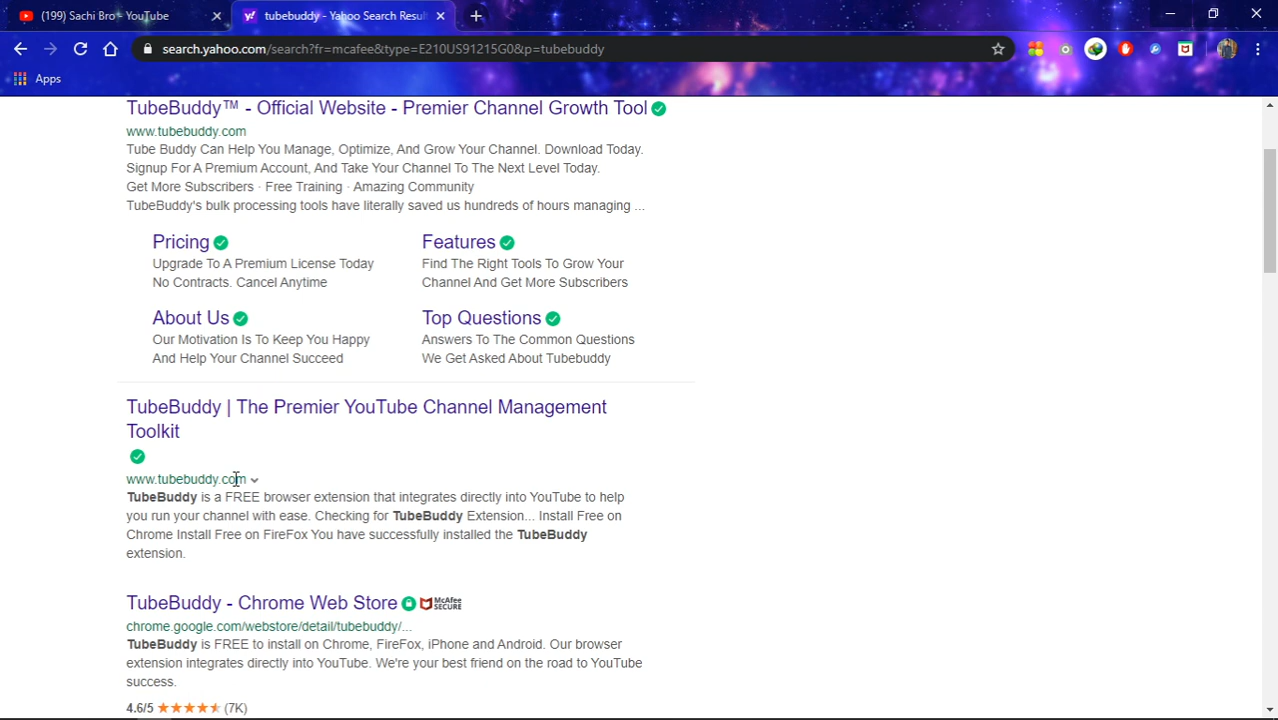 (199) Sachi Bro - YouTube
tubebuddy - Yahoo Search Resul
search.yahoo.com/search?fr=mcafee&type=E210US91215G0&p=tubebuddy
Apps
TubeBuddy™ - Official Website - Premier Channel Growth Tool
www.tubebuddy.com
Tube Buddy Can Help You Manage, Optimize, And Grow Your Channel. Download Today.
Signup For A Premium Account, And Take Your Channel To The Next Level Today.
Get More Subscribers · Free Training · Amazing Community
TubeBuddy's bulk processing tools have literally saved us hundreds of hours managing ...
Pricing
Upgrade To A Premium License Today
No Contracts. Cancel Anytime
Features
Find The Right Tools To Grow Your
Channel And Get More Subscribers
About Us
Our Motivation Is To Keep You Happy
And Help Your Channel Succeed
Top Questions
Answers To The Common Questions
We Get Asked About Tubebuddy
TubeBuddy | The Premier YouTube Channel Management
Toolkit
www.tubebuddy.com
TubeBuddy is a FREE browser extension that integrates directly into YouTube to help
you run your channel with ease. Checking for TubeBuddy Extension... Install Free on
Chrome Install Free on FireFox You have successfully installed the TubeBuddy
extension.
TubeBuddy - Chrome Web Store
McAfee
SECURE
chrome.google.com/webstore/detail/tubebuddy/...
TubeBuddy is FREE to install on Chrome, FireFox, iPhone and Android. Our browser
extension integrates directly into YouTube. We're your best friend on the road to YouTube
success.
4.6/5 ★★★★★ (7K)